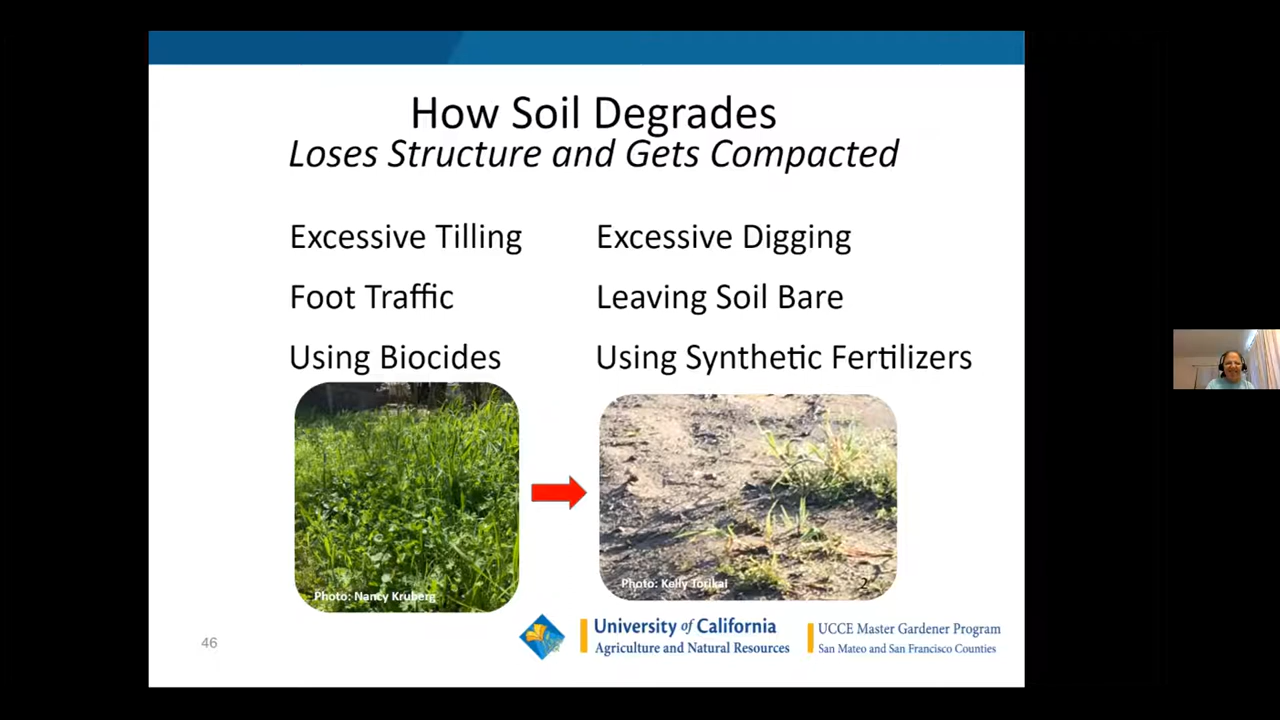 How Soil Degrades
Loses Structure and Gets Compacted
Excessive Tilling
Excessive Digging
Foot Traffic
Leaving Soil Bare
Using Biocides
Using Synthetic Fertilizers
Photo: Nancy Kruberg
Photo: Kelly Torikai
2
46
University of California
Agriculture and Natural Resources
UCCE Master Gardener Program
San Mateo and San Francisco Counties